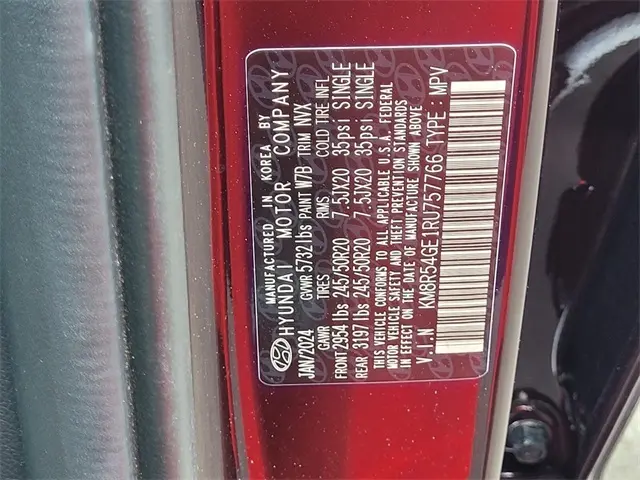 MANUFACTURED IN KOREA BY
HYUNDAI MOTOR COMPANY
JAN/2024 GVWR 5732 lbs PAINT W7B TRIM NVX
GAWR TIRES RIMS COLD TIRE INFL
FRONT 2954 lbs 245/50R20 7.5JX20 35psi SINGLE
REAR 3197 lbs 245/50R20 7.5JX20 35psi SINGLE
THIS VEHICLE CONFORMS TO ALL APPLICABLE U.S.A. FEDERAL
MOTOR VEHICLE SAFETY AND THEFT PREVENTION STANDARDS
IN EFFECT ON THE DATE OF MANUFACTURE SHOWN ABOVE
V.I.N KM8R54GE1RU757766 TYPE : MPV